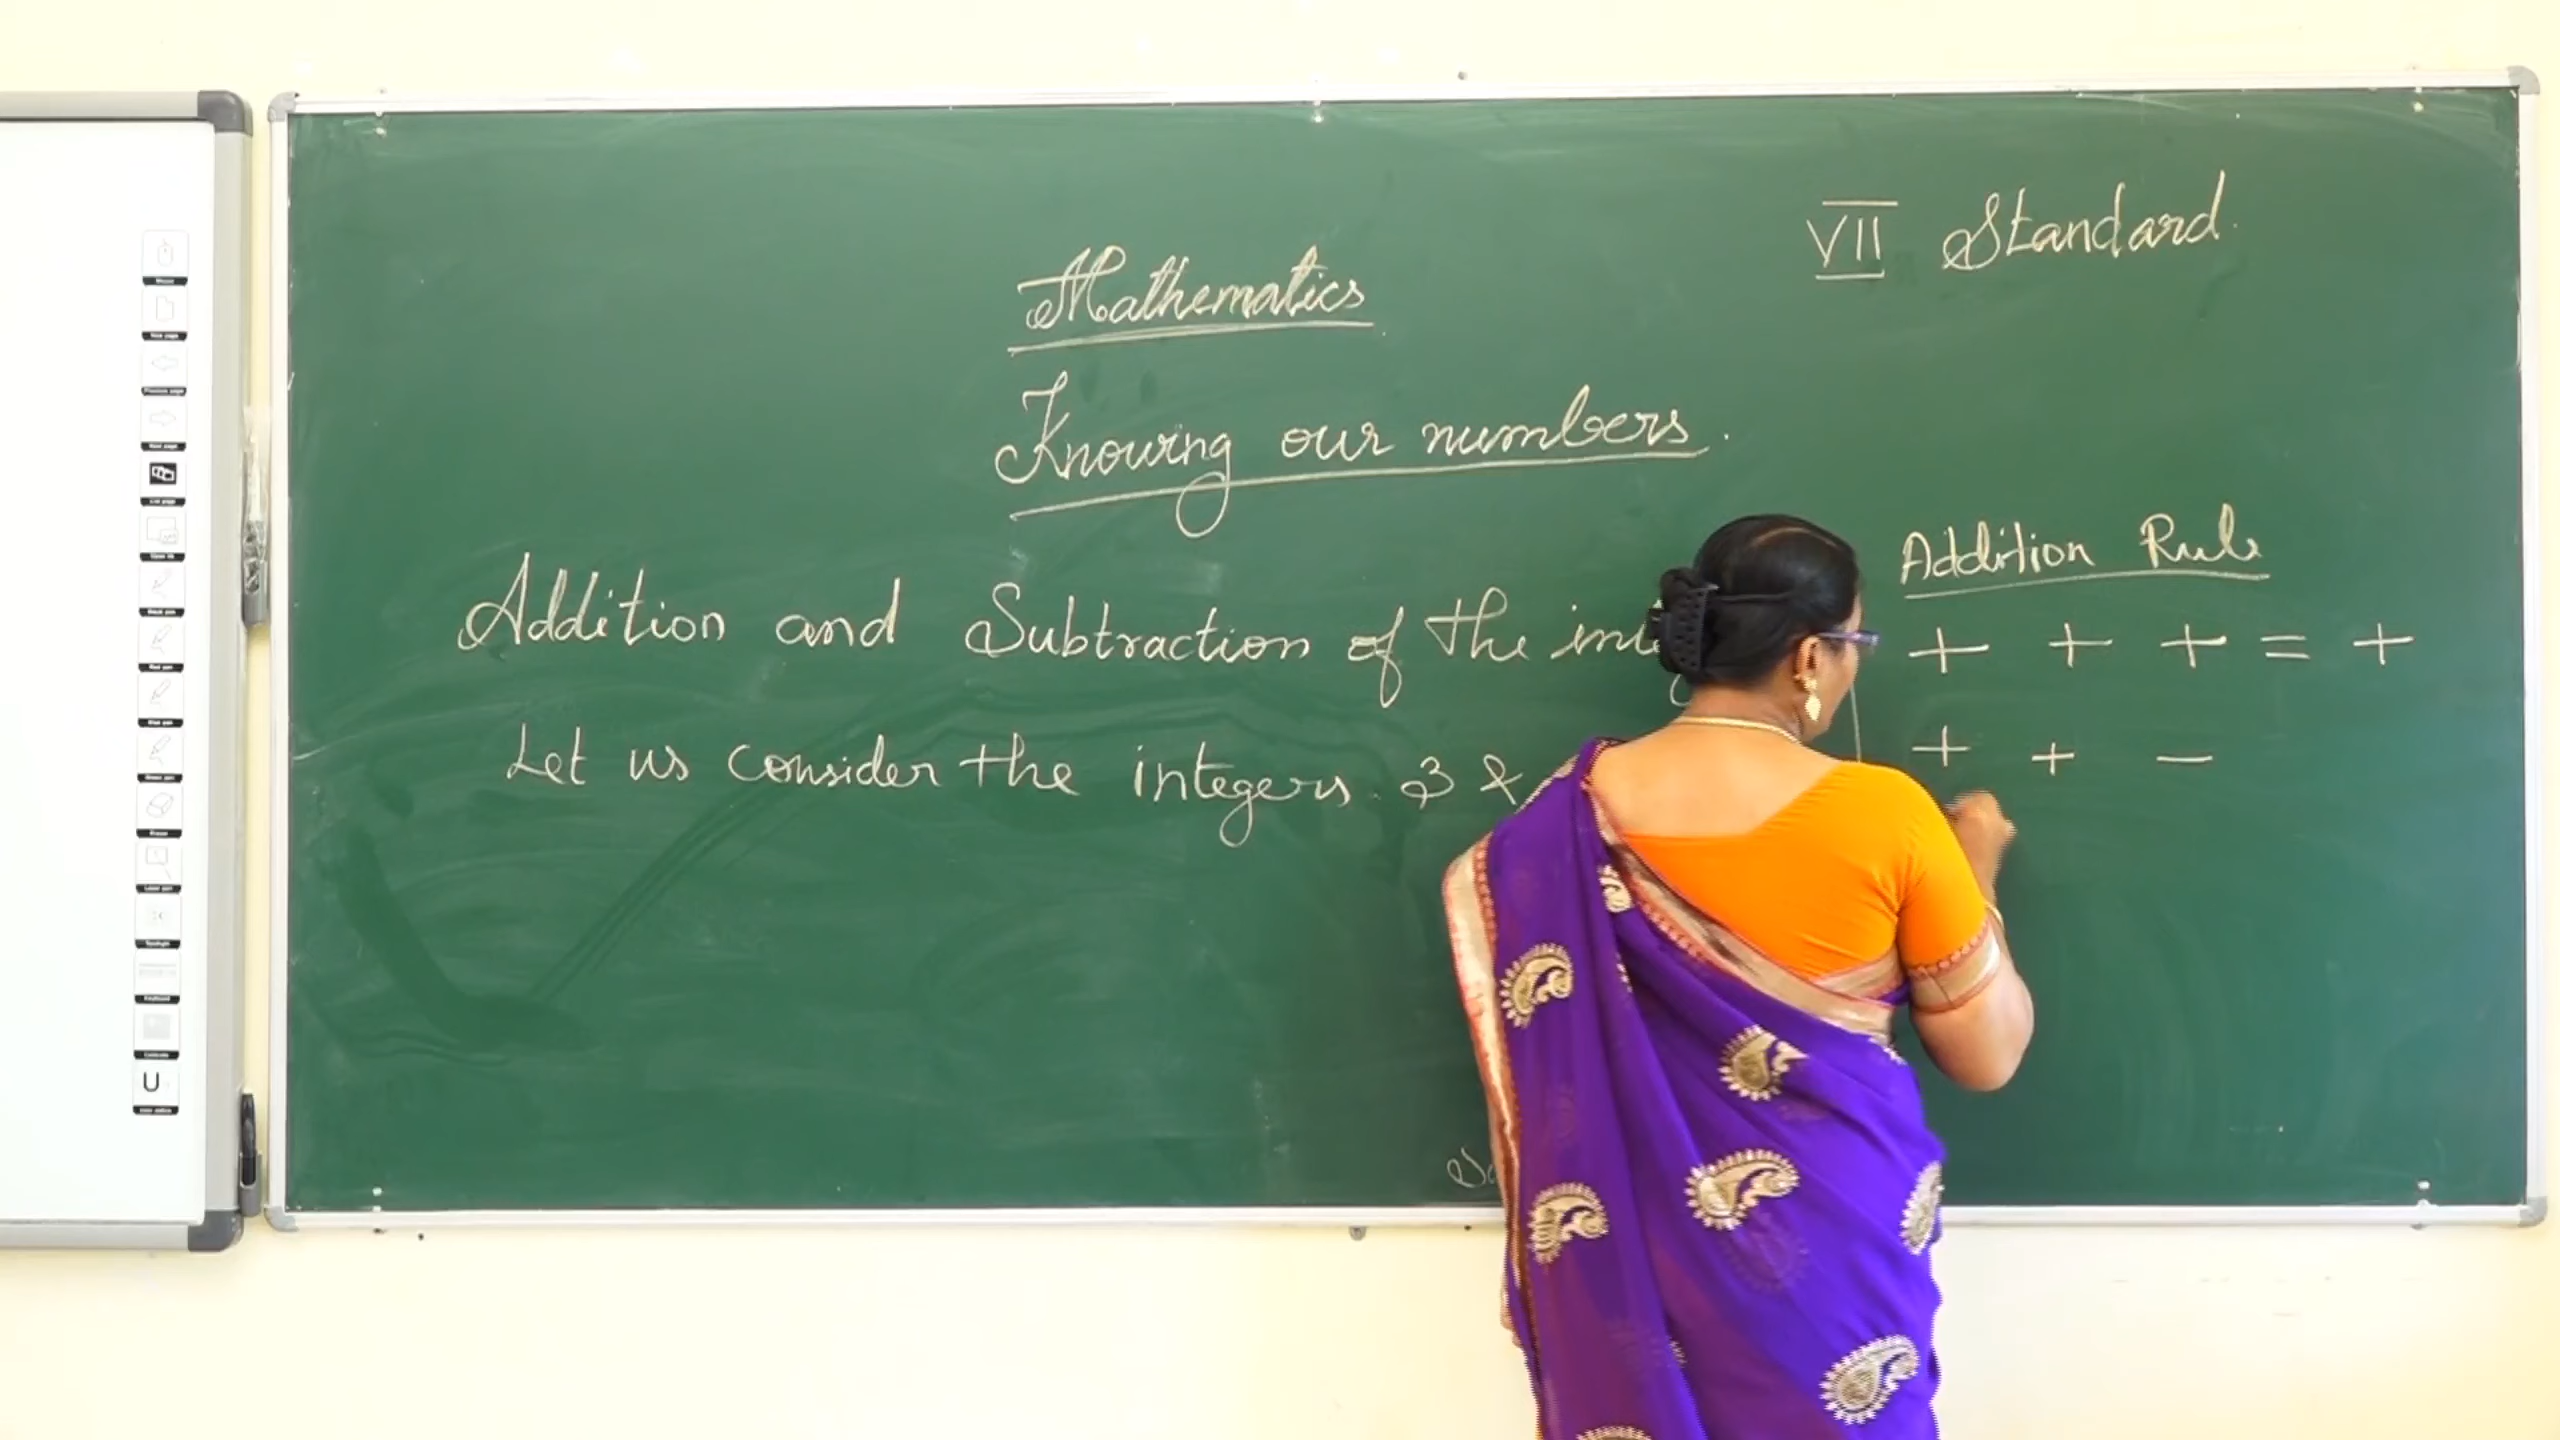 VII Standard.
Mathematics
Knowing our numbers.
Addition and Subtraction of the
Let us consider the integers 3 &
Addition Rule
+ + + = +
+ + −
U